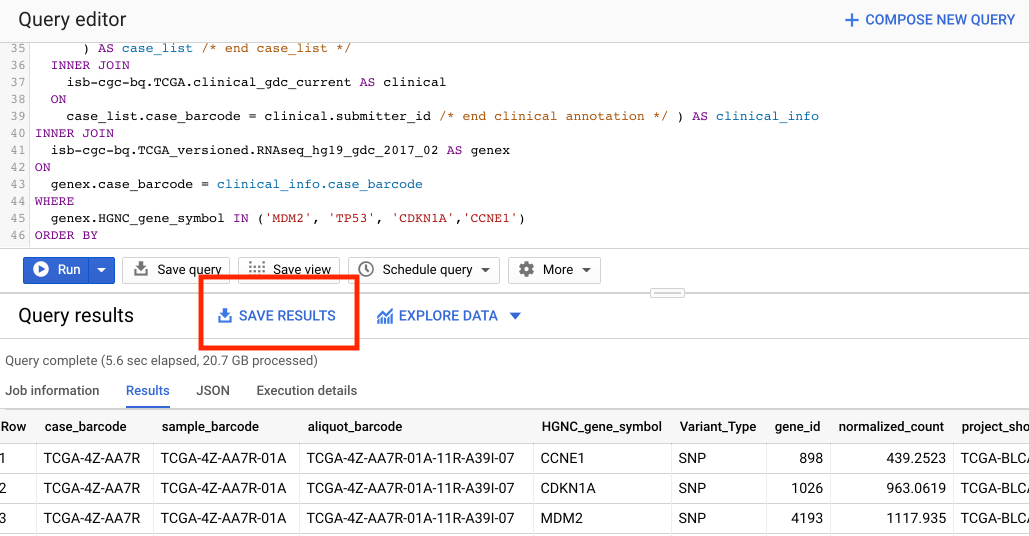 Query editor
+ COMPOSE NEW QUERY
35 ) AS case_list /* end case_list */
36 INNER JOIN
37 isb-cgc-bq.TCGA.clinical_gdc_current AS clinical
38 ON
39 case_list.case_barcode = clinical.submitter_id /* end clinical annotation */ ) AS clinical_info
40 INNER JOIN
41 isb-cgc-bq.TCGA_versioned.RNAseq_hg19_gdc_2017_02 AS genex
42 ON
43 genex.case_barcode = clinical_info.case_barcode
44 WHERE
45 genex.HGNC_gene_symbol IN ('MDM2', 'TP53', 'CDKN1A','CCNE1')
46 ORDER BY
Run Save query Save view Schedule query More
Query results SAVE RESULTS EXPLORE DATA
Query complete (5.6 sec elapsed, 20.7 GB processed)
Job information Results JSON Execution details
Row case_barcode sample_barcode aliquot_barcode HGNC_gene_symbol Variant_Type gene_id normalized_count project_sho
1 TCGA-4Z-AA7R TCGA-4Z-AA7R-01A TCGA-4Z-AA7R-01A-11R-A39I-07 CCNE1 SNP 898 439.2523 TCGA-BLCA
2 TCGA-4Z-AA7R TCGA-4Z-AA7R-01A TCGA-4Z-AA7R-01A-11R-A39I-07 CDKN1A SNP 1026 963.0619 TCGA-BLCA
3 TCGA-4Z-AA7R TCGA-4Z-AA7R-01A TCGA-4Z-AA7R-01A-11R-A39I-07 MDM2 SNP 4193 1117.935 TCGA-BLCA